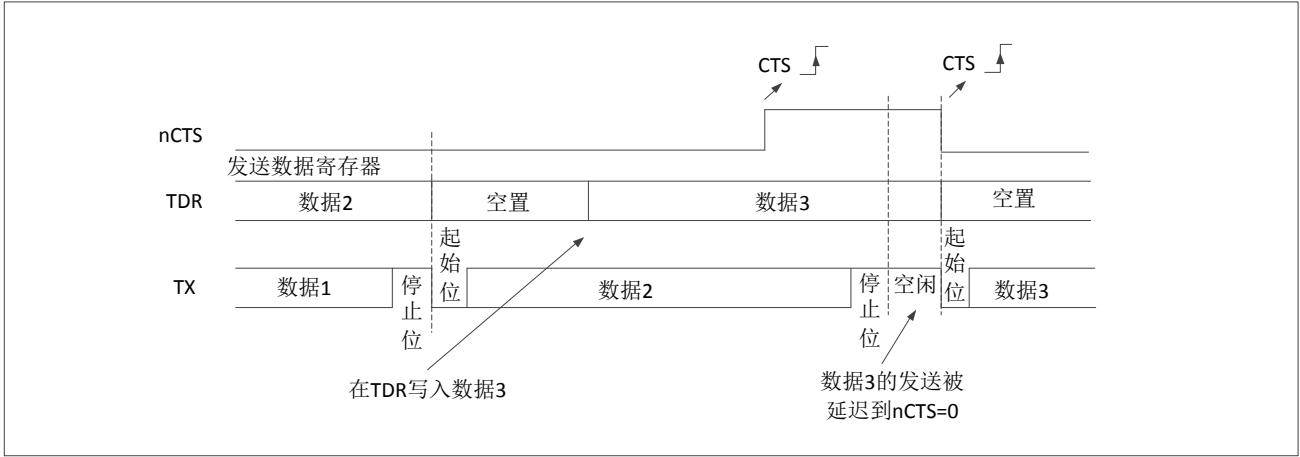 CTS
CTS
nCTS
发送数据寄存器
TDR
数据2
空置
数据3
空置
TX
数据1
停止位
起始位
数据2
停止位
空闲
起始位
数据3
在TDR写入数据3
数据3的发送被
延迟到nCTS=0